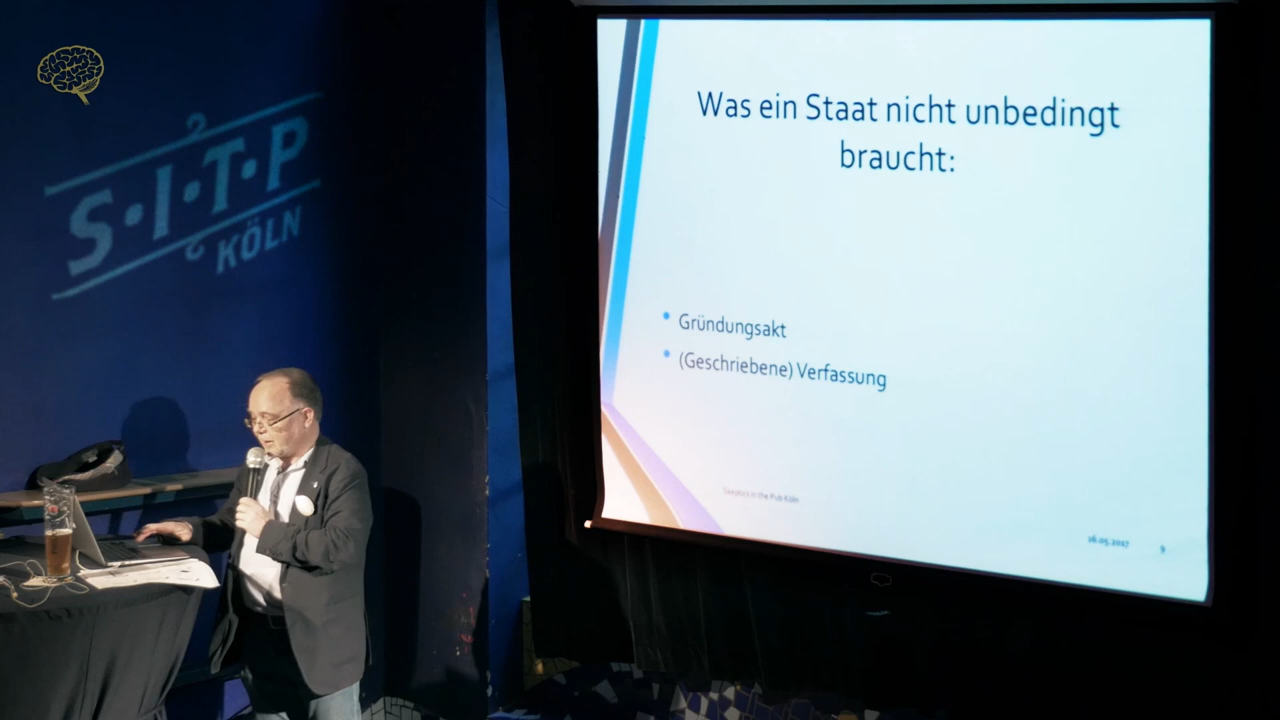 S·I·T·P
KÖLN
Was ein Staat nicht unbedingt
braucht:
• Gründungsakt
• (Geschriebene) Verfassung
Skeptics in the Pub Köln
16.05.2017
9